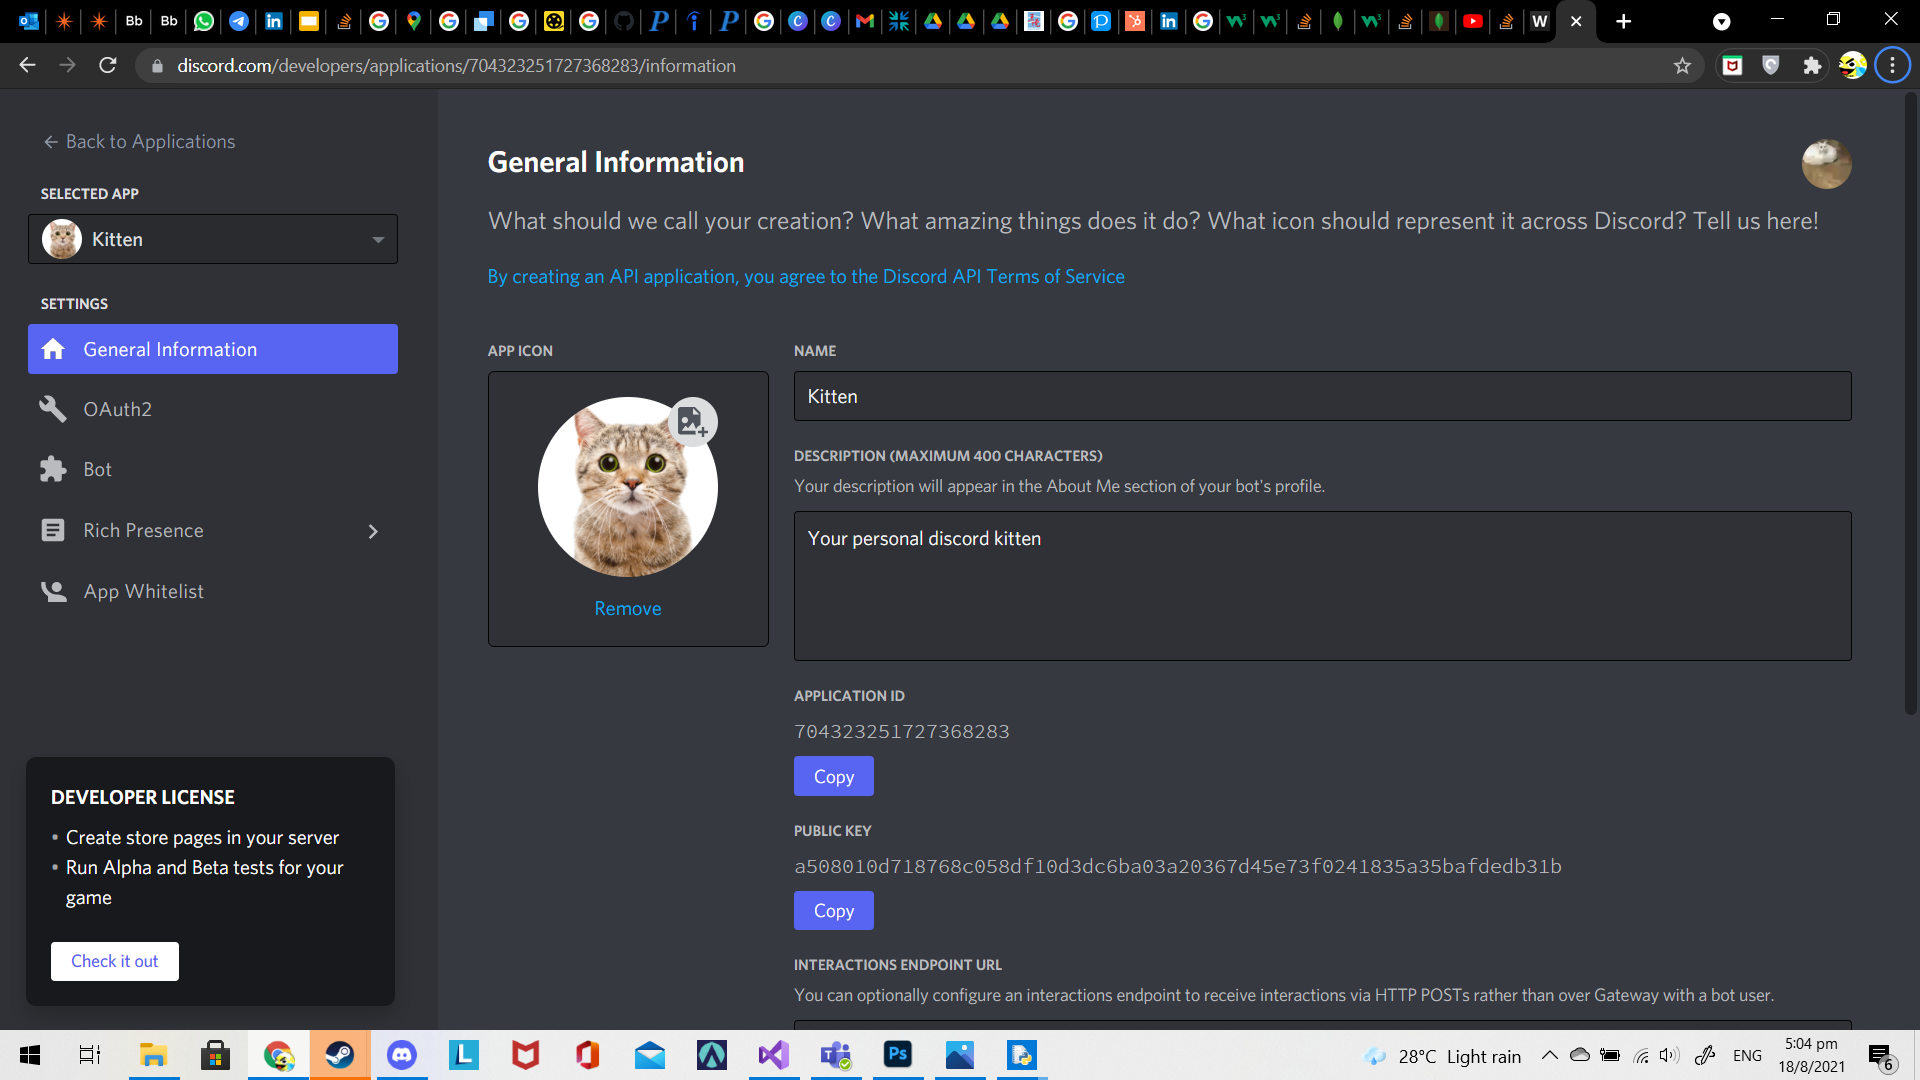 Bb
Bb
W
discord.com/developers/applications/704323251727368283/information
Back to Applications
SELECTED APP
Kitten
SETTINGS
General Information
OAuth2
Bot
Rich Presence
App Whitelist
DEVELOPER LICENSE
• Create store pages in your server
• Run Alpha and Beta tests for your
game
Check it out
General Information
What should we call your creation? What amazing things does it do? What icon should represent it across Discord? Tell us here!
By creating an API application, you agree to the Discord API Terms of Service
APP ICON
Remove
NAME
Kitten
DESCRIPTION (MAXIMUM 400 CHARACTERS)
Your description will appear in the About Me section of your bot's profile.
Your personal discord kitten
APPLICATION ID
704323251727368283
Copy
PUBLIC KEY
a508010d718768c058df10d3dc6ba03a20367d45e73f0241835a35bafdedb31b
Copy
INTERACTIONS ENDPOINT URL
You can optionally configure an interactions endpoint to receive interactions via HTTP POSTs rather than over Gateway with a bot user.
L
Ps
28°C Light rain
ENG
5:04 pm
18/8/2021
6